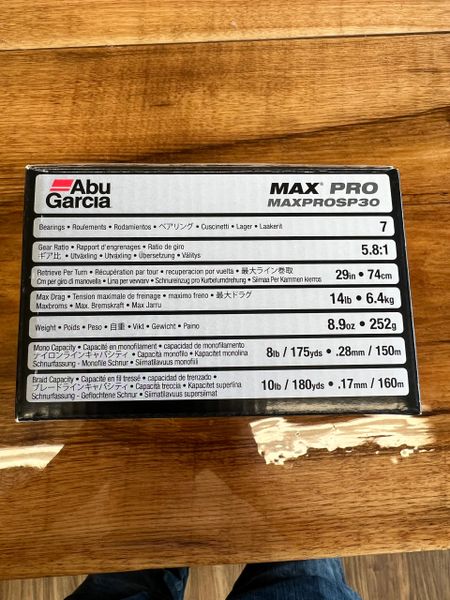 Abu Garcia
MAX PRO
MAXPROSP30
Bearings • Roulements • Rodamientos • ベアリング • Cuscinetti • Lager • Laakerit
7
Gear Ratio • Rapport d'engrenages • Ratio de giro
ギア比 • Utväxling • Utväxling • Übersetzung • Välitys
5.8:1
Retrieve Per Turn • Récupération par tour • recuperacion por vuelta • 最大ライン巻取
Cm per giro di manovella • Lina per vevvarv • Schnureinzug pro Kurbelumdrehung • Siimaa Per Kammen kierros
29in • 74cm
Max Drag • Tension maximale de freinage • maximo treno • 最大ドラグ
Maxbroms • Max. Bremskraft • Max Jarru
14lb • 6.4kg
Weight • Poids • Peso • 自重 • Vikt • Gewicht • Paino
8.9oz • 252g
Mono Capacity • Capacité en monofilament • capacidad de monofilamento
ナイロンラインキャパシティ • Capacità monofilo • Kapacitet monolina
Schnurfassung - Monofile Schnur • Siimatilavuus monofiili
8lb / 175yds • .28mm / 150m
Braid Capacity • Capacité en fil tressé • capacidad de trenzado •
ブレードラインキャパシティ • Capacità treccia • Kapacitet superlina
Schnurfassung - Geflochtene Schnur • Siimatilavuus supersiimat
10lb / 180yds • .17mm / 160m